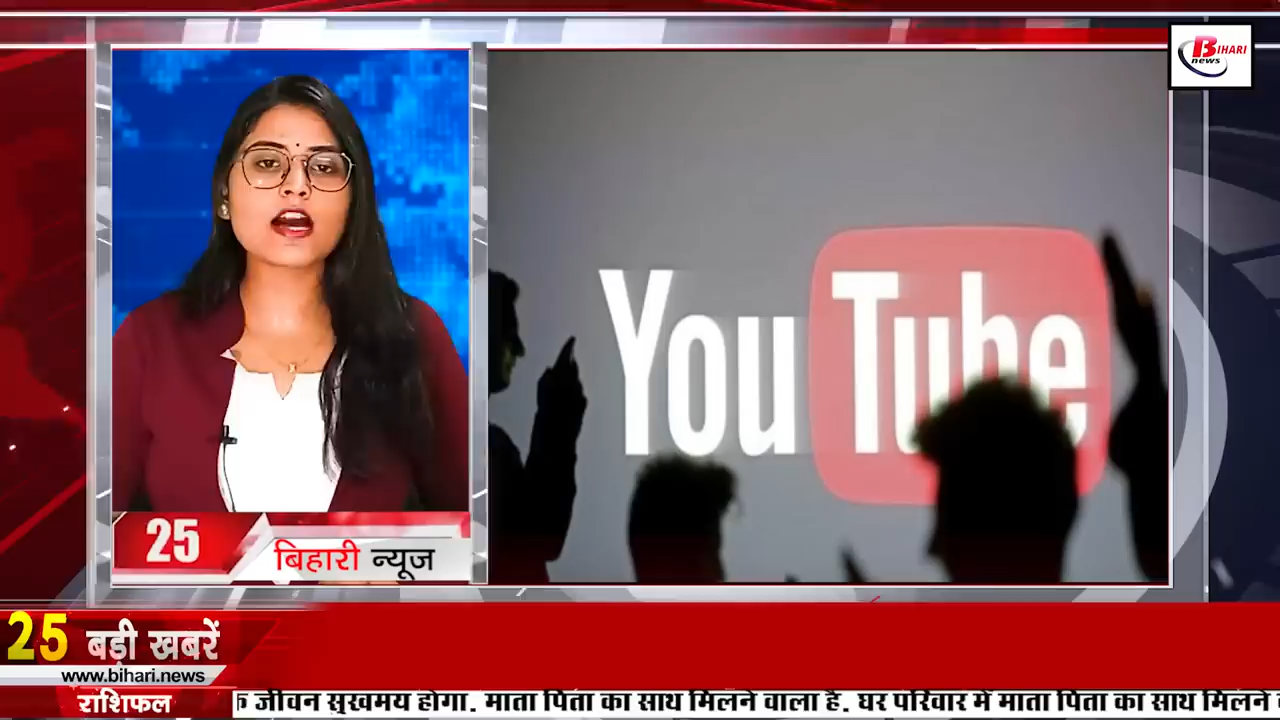 BIHARI
news
YouTube
25
बिहारी न्यूज
25 बड़ी खबरें
www.bihari.news
राशिफल
जीवन सुखमय होगा. माता पिता का साथ मिलने वाला है. घर परिवार में माता पिता का साथ मिलने